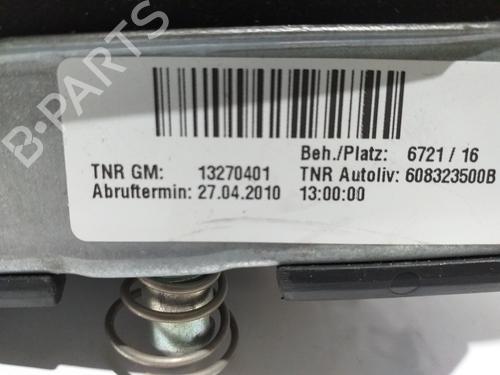 B-PARTS
Beh./Platz: 6721 / 16
TNR GM: 13270401 TNR Autoliv: 608323500B
Abruftermin: 27.04.2010 13:00:00